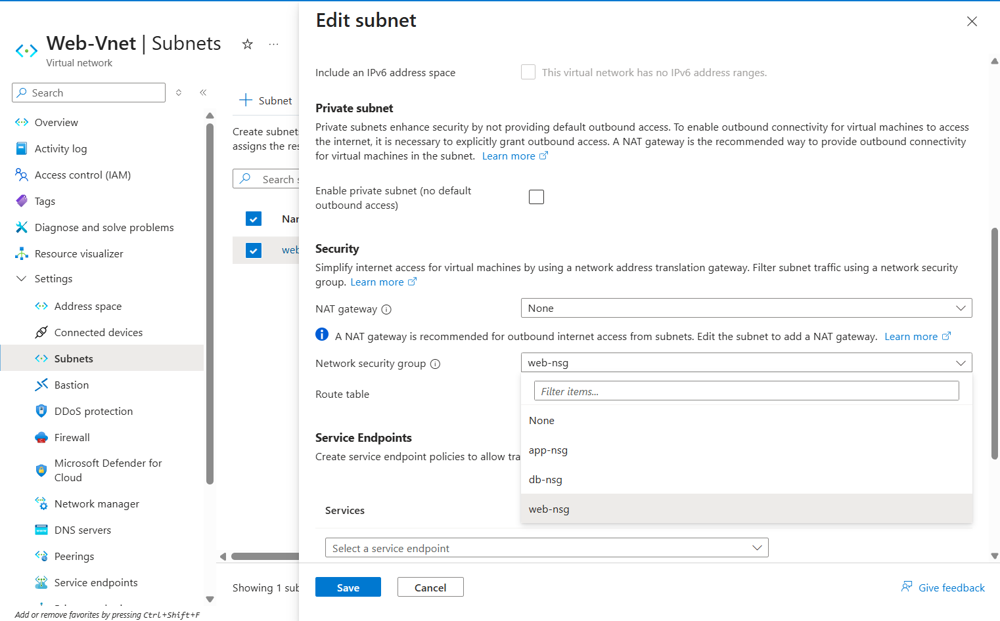 Web-Vnet | Subnets
Virtual network
Search
Overview
Activity log
Access control (IAM)
Tags
Diagnose and solve problems
Resource visualizer
Settings
Address space
Connected devices
Subnets
Bastion
DDoS protection
Firewall
Microsoft Defender for
Cloud
Network manager
DNS servers
Peerings
Service endpoints
Add or remove favorites by pressing Ctrl+Shift+F
Subnet
Create subnet
assigns the re
Search
Nar
web
Showing 1 sub
Edit subnet
Include an IPv6 address space
This virtual network has no IPv6 address ranges.
Private subnet
Private subnets enhance security by not providing default outbound access. To enable outbound connectivity for virtual machines to access
the internet, it is necessary to explicitly grant outbound access. A NAT gateway is the recommended way to provide outbound connectivity
for virtual machines in the subnet. Learn more
Enable private subnet (no default
outbound access)
Security
Simplify internet access for virtual machines by using a network address translation gateway. Filter subnet traffic using a network security
group. Learn more
NAT gateway
None
A NAT gateway is recommended for outbound internet access from subnets. Edit the subnet to add a NAT gateway. Learn more
Network security group
web-nsg
Filter items...
Route table
None
app-nsg
db-nsg
web-nsg
Service Endpoints
Create service endpoint policies to allow tra
Services
Select a service endpoint
Save
Cancel
Give feedback